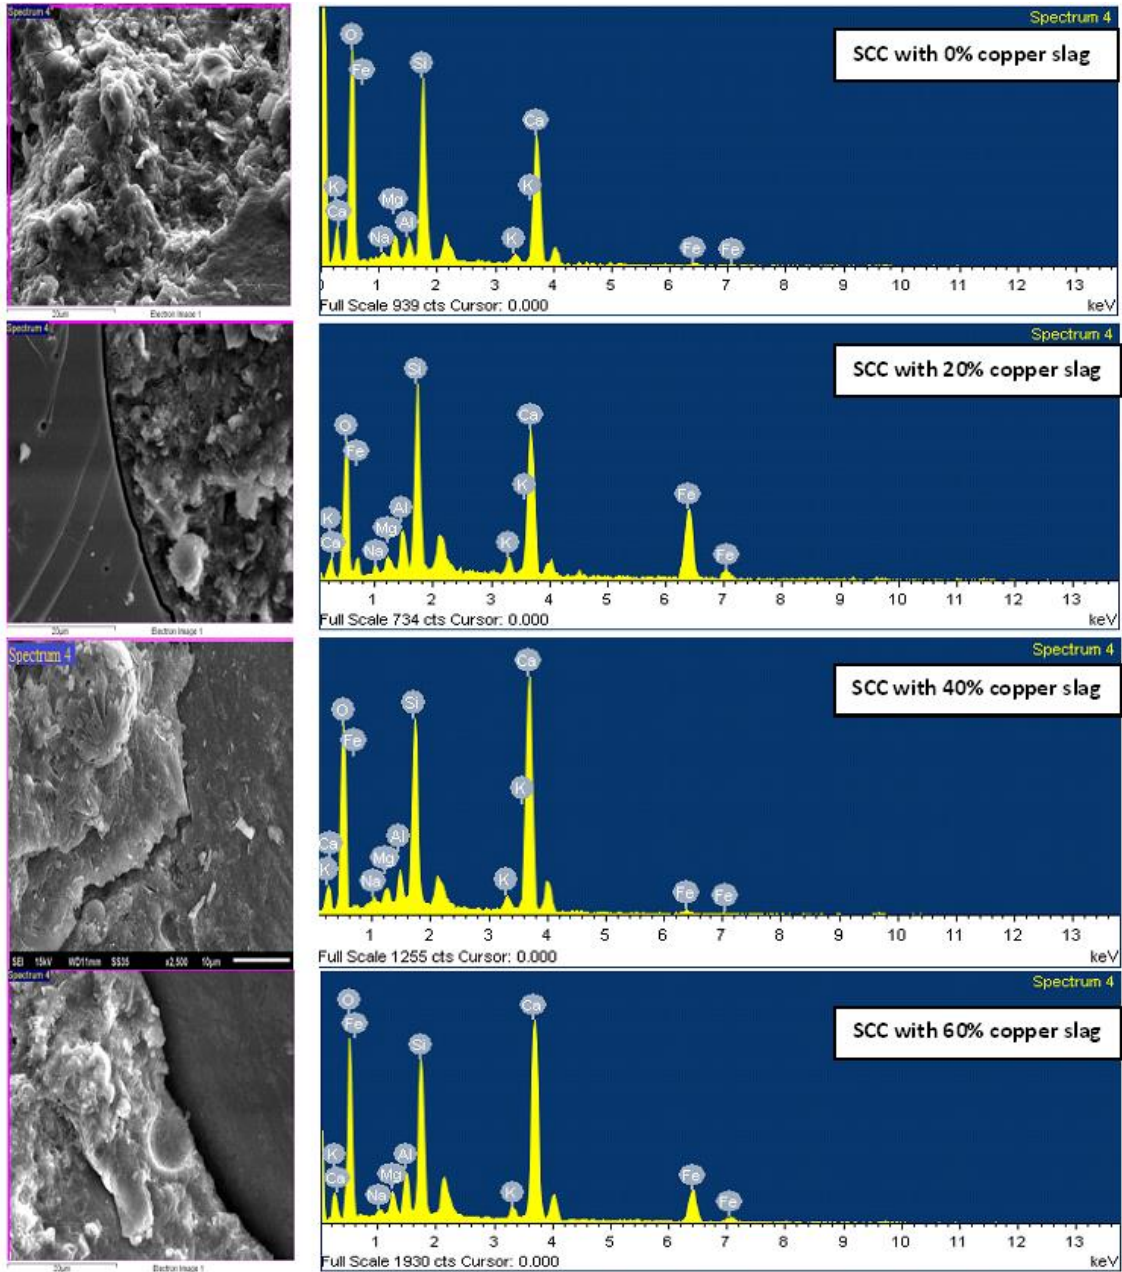 Spectrum 4
20µm Electron Image 1
Spectrum 4
SCC with 0% copper slag
O
Fe
Si
Ca
K
K
Mg
Ca
Al
Na
K
Fe
Fe
0 1 2 3 4 5 6 7 8 9 10 11 12 13
Full Scale 939 cts Cursor: 0.000 keV
Spectrum 4
20µm Electron Image 1
Spectrum 4
SCC with 20% copper slag
Si
Ca
O
Fe
K
Fe
Al
K
Mg
Ca
Na
K
Fe
1 2 3 4 5 6 7 8 9 10 11 12 13
Full Scale 734 cts Cursor: 0.000 keV
Spectrum 4
SEI 15kV WD11mm SS35 x2,500 10µm
Spectrum 4
SCC with 40% copper slag
Ca
O
Si
Fe
K
Al
Ca
Mg
K
Na
K
Fe
Fe
1 2 3 4 5 6 7 8 9 10 11 12 13
Full Scale 1255 cts Cursor: 0.000 keV
Spectrum 4
20µm Electron Image 1
Spectrum 4
SCC with 60% copper slag
O
Ca
Fe
Si
K
Al
Mg
Ca
Fe
Na
K
Fe
1 2 3 4 5 6 7 8 9 10 11 12 13
Full Scale 1930 cts Cursor: 0.000 keV